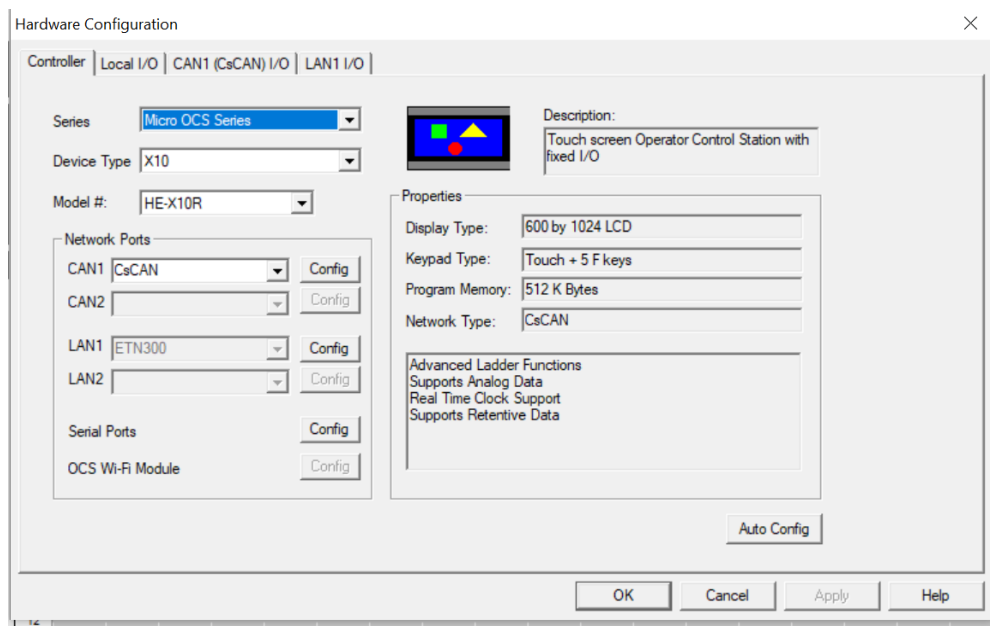 Hardware Configuration
Controller
Local I/O
CAN1 (CsCAN) I/O
LAN1 I/O
Series
Micro OCS Series
Device Type
X10
Model #:
HE-X10R
Network Ports
CAN1
CsCAN
Config
CAN2
Config
LAN1
ETN300
Config
LAN2
Config
Serial Ports
Config
OCS Wi-Fi Module
Config
Description:
Touch screen Operator Control Station with
fixed I/O
Properties
Display Type:
600 by 1024 LCD
Keypad Type:
Touch + 5 F keys
Program Memory:
512 K Bytes
Network Type:
CsCAN
Advanced Ladder Functions
Supports Analog Data
Real Time Clock Support
Supports Retentive Data
Auto Config
OK
Cancel
Apply
Help